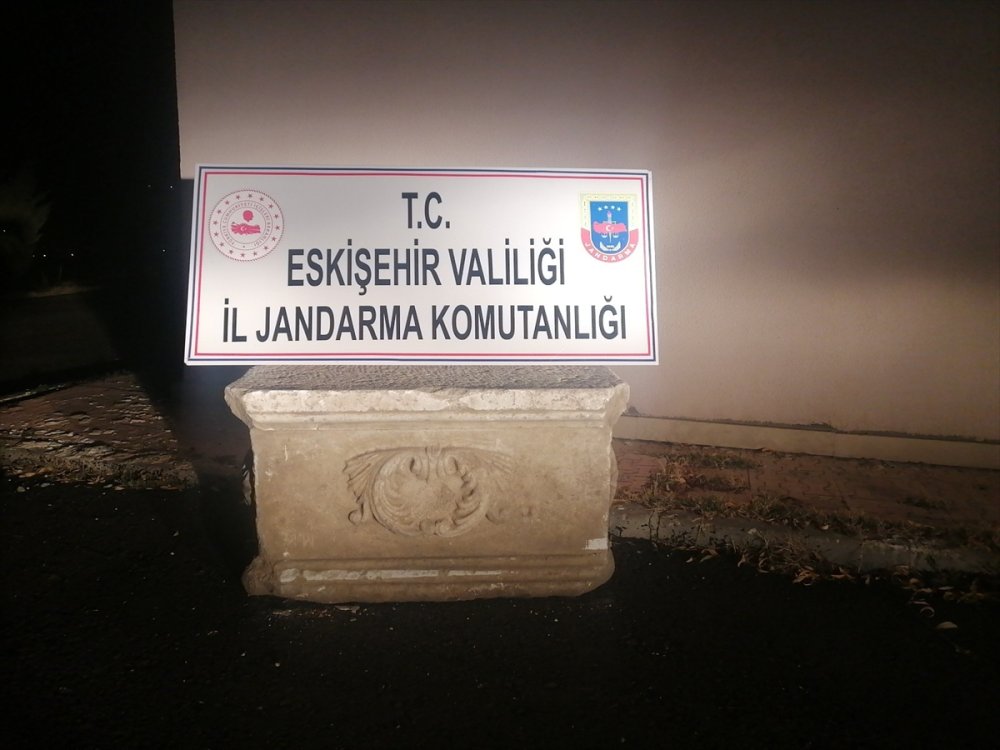 T.C.
ESKİŞEHİR VALİLİĞİ
İL JANDARMA KOMUTANLIĞI
JANDARMA